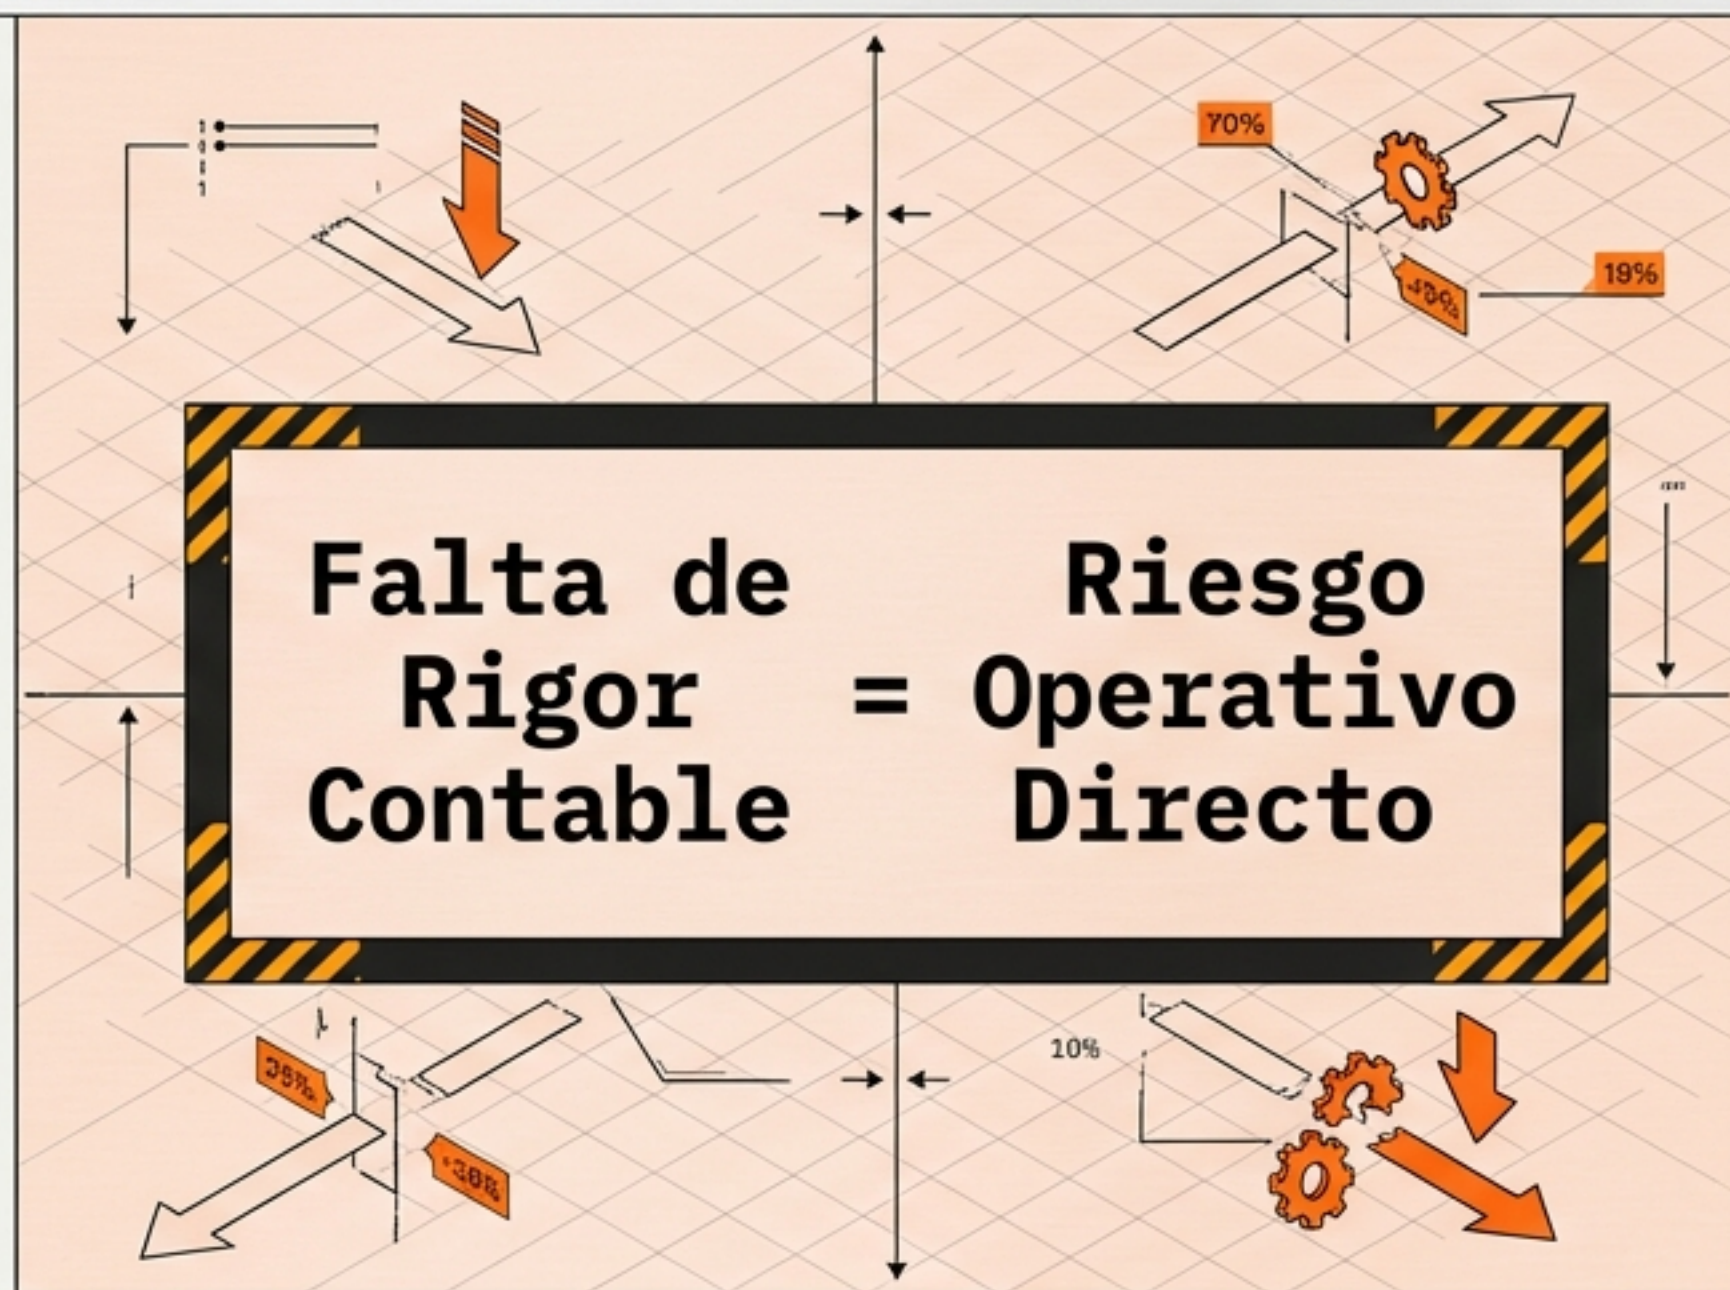 70%
19%
Falta de
Rigor
Contable
=
Riesgo
Operativo
Directo
10%